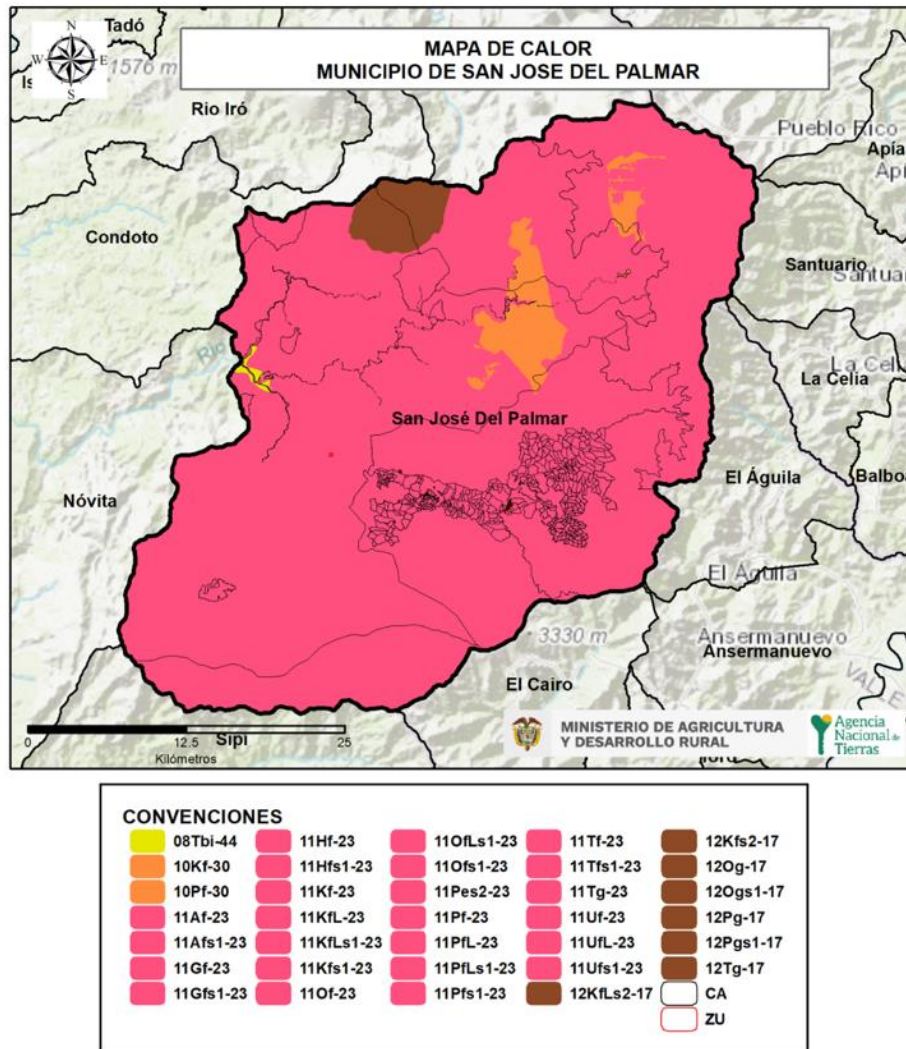 MAPA DE CALOR
MUNICIPIO DE SAN JOSE DEL PALMAR
N
W E
S
Tadó
1576 m
Is
Rio Iró
Pueblo Rico
Apía
Condoto
Santuario
Santuar
Rio
La Celia
La Celia
San José Del Palmar
El Águila
Balboa
Nóvita
El Águila
3330 m
Ansermanuevo
Ansermanuevo
El Cairo
VALLE
0 12.5 25
Sipí
Kilómetros
MINISTERIO DE AGRICULTURA
Y DESARROLLO RURAL
Agencia
Nacional de
Tierras
CONVENCIONES
08Tbi-44 11Hf-23 11OfLs1-23 11Tf-23 12Kfs2-17
10Kf-30 11Hfs1-23 11Ofs1-23 11Tfs1-23 12Og-17
10Pf-30 11Kf-23 11Pes2-23 11Tg-23 12Ogs1-17
11Af-23 11KfL-23 11Pf-23 11Uf-23 12Pg-17
11Afs1-23 11KfLs1-23 11PfL-23 11UfL-23 12Pgs1-17
11Gf-23 11Kfs1-23 11PfLs1-23 11Ufs1-23 12Tg-17
11Gfs1-23 11Of-23 11Pfs1-23 12KfLs2-17 CA
ZU